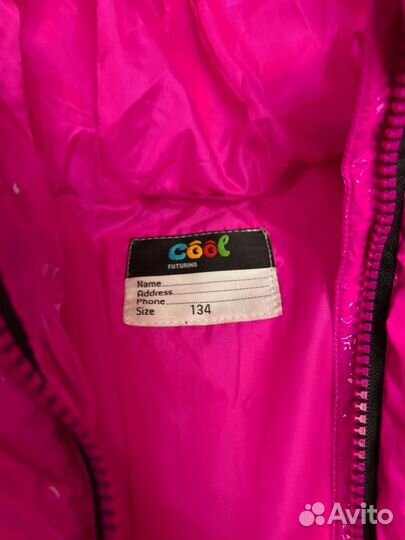 cool
FUTURINO
Name
Address
Phone
Size 134
Avito